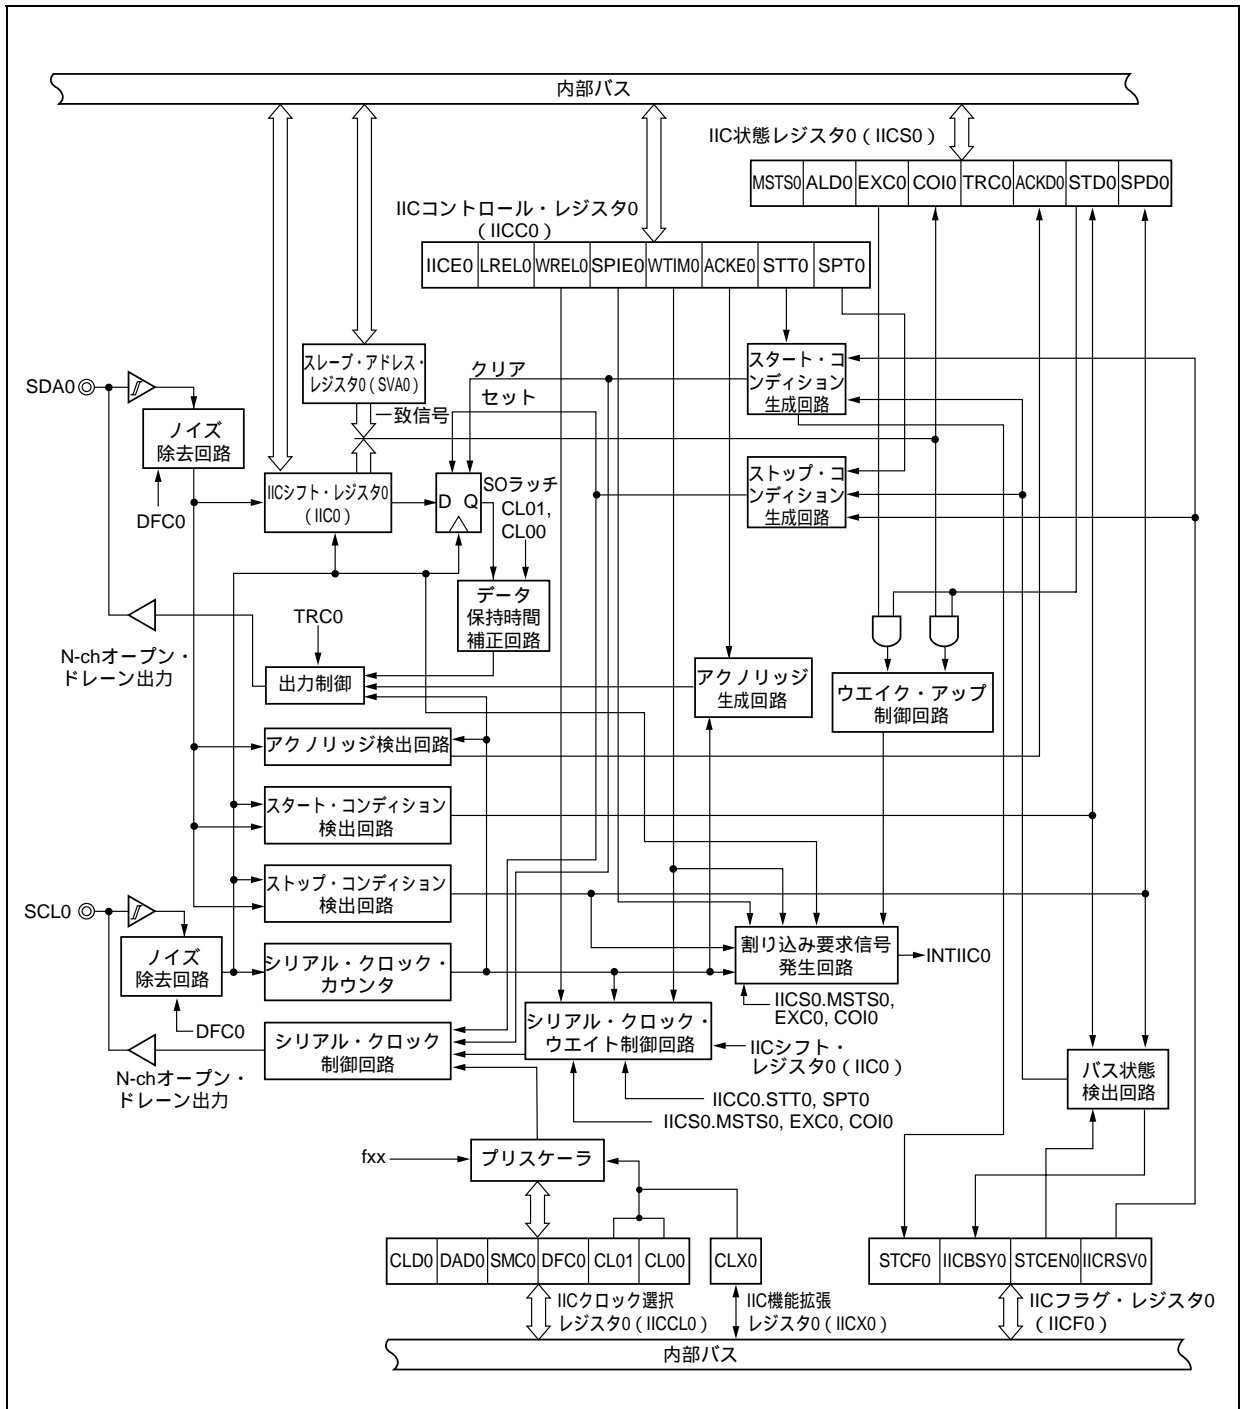 内部バス
IIC状態レジスタ0（IICS0）
MSTS0 ALD0 EXC0 COI0 TRC0 ACKD0 STD0 SPD0
IICコントロール・レジスタ0
（IICC0）
IICE0 LREL0 WREL0 SPIE0 WTIM0 ACKE0 STT0 SPT0
スレーブ・アドレス・
レジスタ0（SVA0）
クリア
セット
一致信号
スタート・コ
ンディション
生成回路
SDA0
ノイズ
除去回路
DFC0
IICシフト・レジスタ0
（IIC0）
D Q
SOラッチ
CL01,
CL00
ストップ・コ
ンディション
生成回路
データ
保持時間
補正回路
TRC0
N-chオープン・
ドレーン出力
出力制御
アクノリッジ
生成回路
ウエイク・アップ
制御回路
アクノリッジ検出回路
スタート・コンディション
検出回路
ストップ・コンディション
検出回路
SCL0
ノイズ
除去回路
DFC0
シリアル・クロック・
カウンタ
割り込み要求信号
発生回路
INTIIC0
IICS0.MSTS0,
EXC0, COI0
シリアル・クロック
制御回路
N-chオープン・
ドレーン出力
シリアル・クロック・
ウエイト制御回路
IICシフト・
レジスタ0（IIC0）
IICC0.STT0, SPT0
IICS0.MSTS0, EXC0, COI0
バス状態
検出回路
fxx
プリスケーラ
CLD0 DAD0 SMC0 DFC0 CL01 CL00
CLX0
STCF0 IICBSY0 STCEN0 IICRSV0
IICクロック選択
レジスタ0（IICCL0）
IIC機能拡張
レジスタ0（IICX0）
IICフラグ・レジスタ0
（IICF0）
内部バス